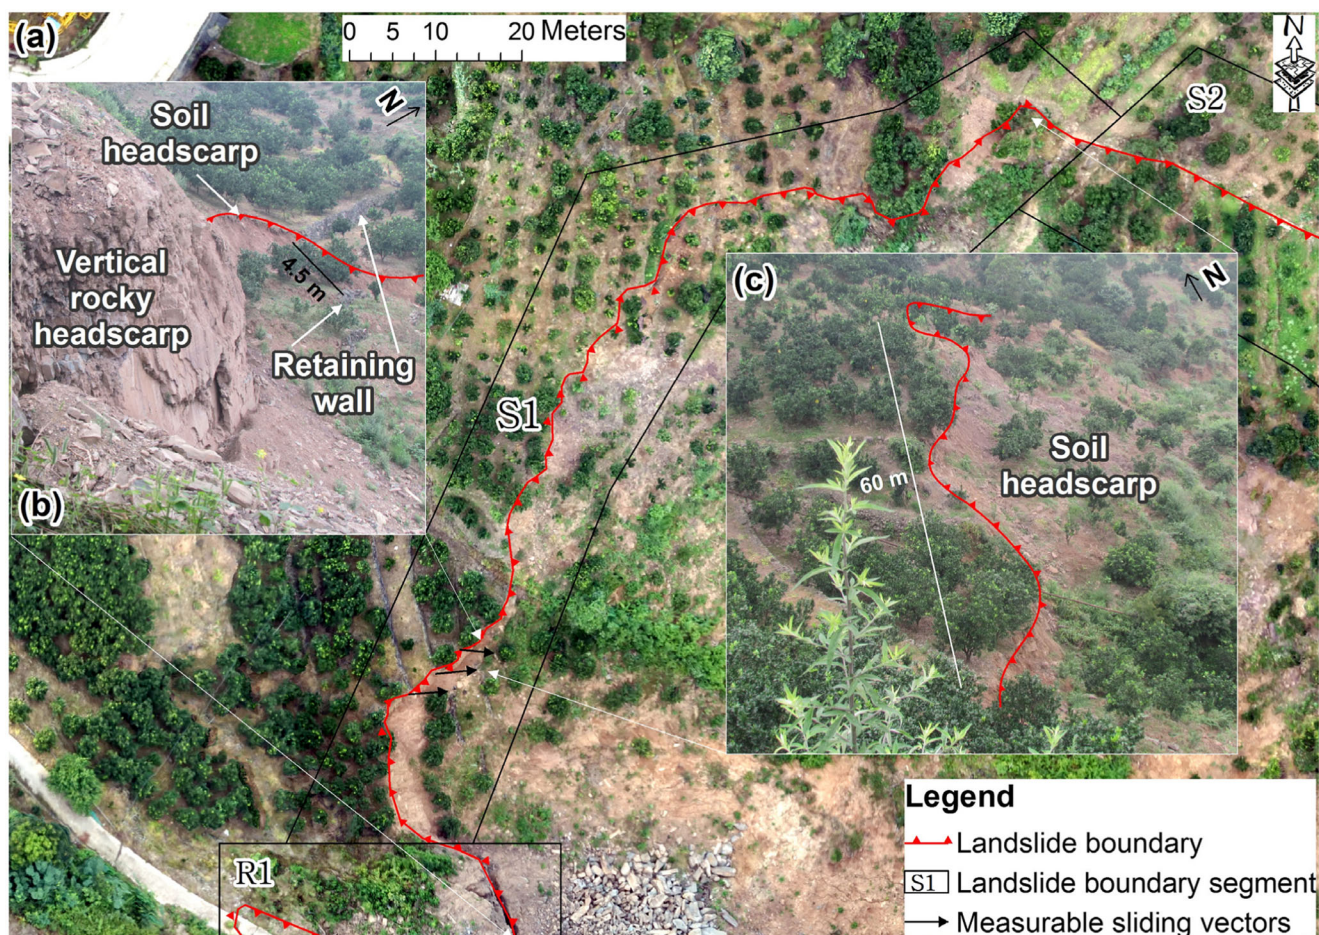 (a)
0 5 10 20 Meters
N
S2
N
Soil
headscarp
Vertical
rocky
headscarp
4.5 m
Retaining
wall
(b)
S1
(c)
N
60 m
Soil
headscarp
R1
Legend
Landslide boundary
S1 Landslide boundary segment
Measurable sliding vectors